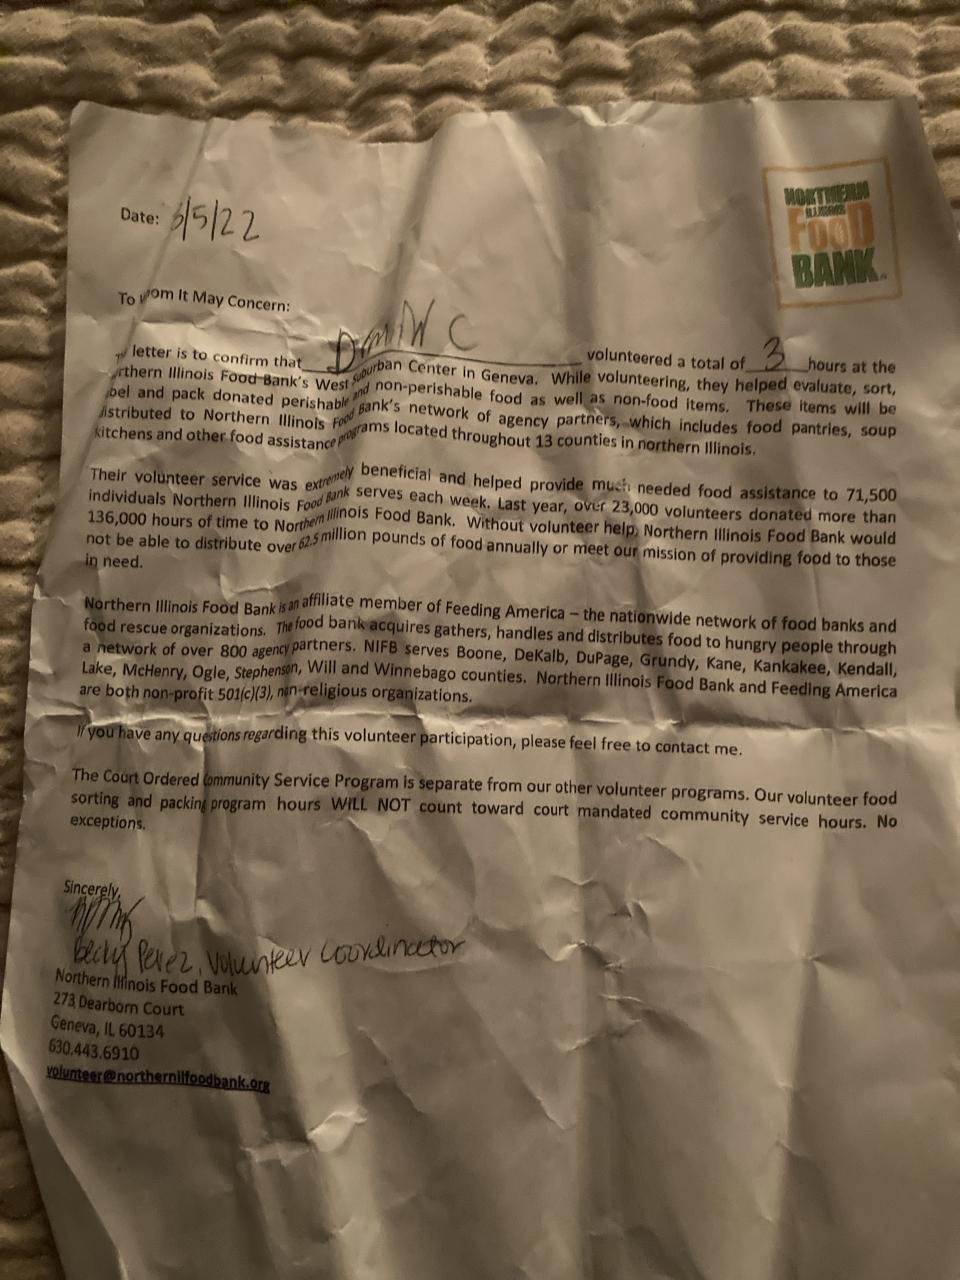 NORTHERN
ILLINOIS
FOOD
BANK
Date: /5/22
To om It May Concern:
letter is to confirm that C volunteered a total of 3 hours at the
rthern Illinois Food Bank's West Suburban Center in Geneva. While volunteering, they helped evaluate, sort,
bel and pack donated perishable and non-perishable food as well as non-food items. These items will be
distributed to Northern Illinois Food Bank's network of agency partners, which includes food pantries, soup
kitchens and other food assistance programs located throughout 13 counties in northern Illinois.
Their volunteer service was extremely beneficial and helped provide much needed food assistance to 71,500
individuals Northern Illinois Food Bank serves each week. Last year, over 23,000 volunteers donated more than
136,000 hours of time to Northern Illinois Food Bank. Without volunteer help, Northern Illinois Food Bank would
not be able to distribute over 62.5 million pounds of food annually or meet our mission of providing food to those
in need.
Northern Illinois Food Bank is an affiliate member of Feeding America – the nationwide network of food banks and
food rescue organizations. The food bank acquires gathers, handles and distributes food to hungry people through
a network of over 800 agency partners. NIFB serves Boone, DeKalb, DuPage, Grundy, Kane, Kankakee, Kendall,
Lake, McHenry, Ogle, Stephenson, Will and Winnebago counties. Northern Illinois Food Bank and Feeding America
are both non-profit 501(c)(3), non-religious organizations.
If you have any questions regarding this volunteer participation, please feel free to contact me.
The Court Ordered Community Service Program is separate from our other volunteer programs. Our volunteer food
sorting and packing program hours WILL NOT count toward court mandated community service hours. No
exceptions.
Sincerely,
Becky Perez, Volunteer Coordinator
Northern Illinois Food Bank
273 Dearborn Court
Geneva, IL 60134
630.443.6910
volunteer@northernilfoodbank.org